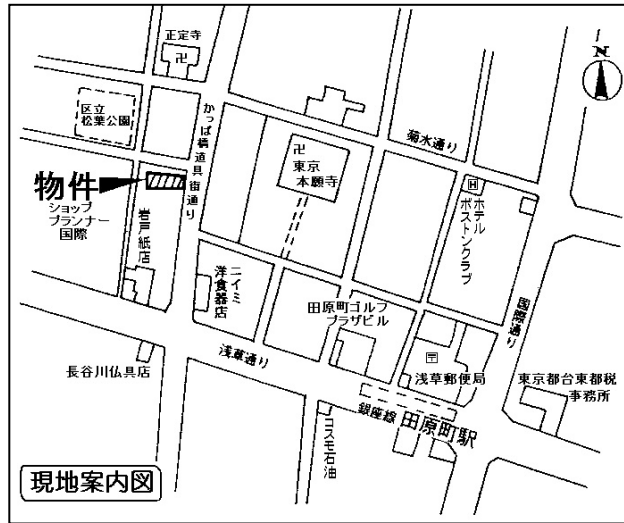 正定寺
卍
N
区立
松葉公園
かっぱ橋道具街通り
菊水通り
卍
東京
本願寺
物件
ショップ
プランナー
国際
岩戸紙店
H
ホテル
ボストンクラブ
ニイミ
洋食器店
田原町ゴルフ
プラザビル
国際通り
浅草通り
〒
浅草郵便局
長谷川仏具店
東京都台東都税
事務所
銀座線 田原町駅
コスモ石油
現地案内図